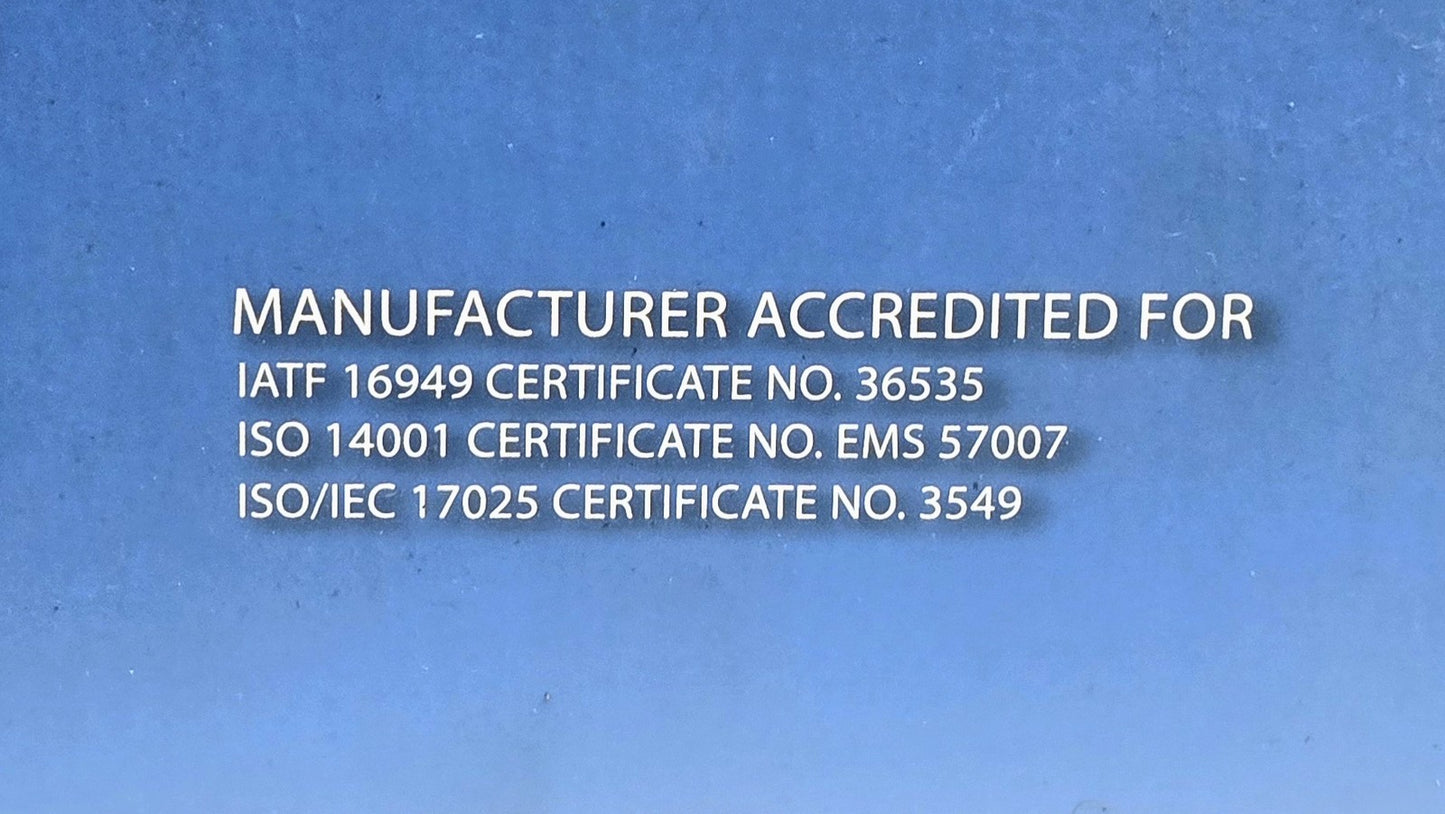 MANUFACTURER ACCREDITED FOR
IATF 16949 CERTIFICATE NO. 36535
ISO 14001 CERTIFICATE NO. EMS 57007
ISO/IEC 17025 CERTIFICATE NO. 3549